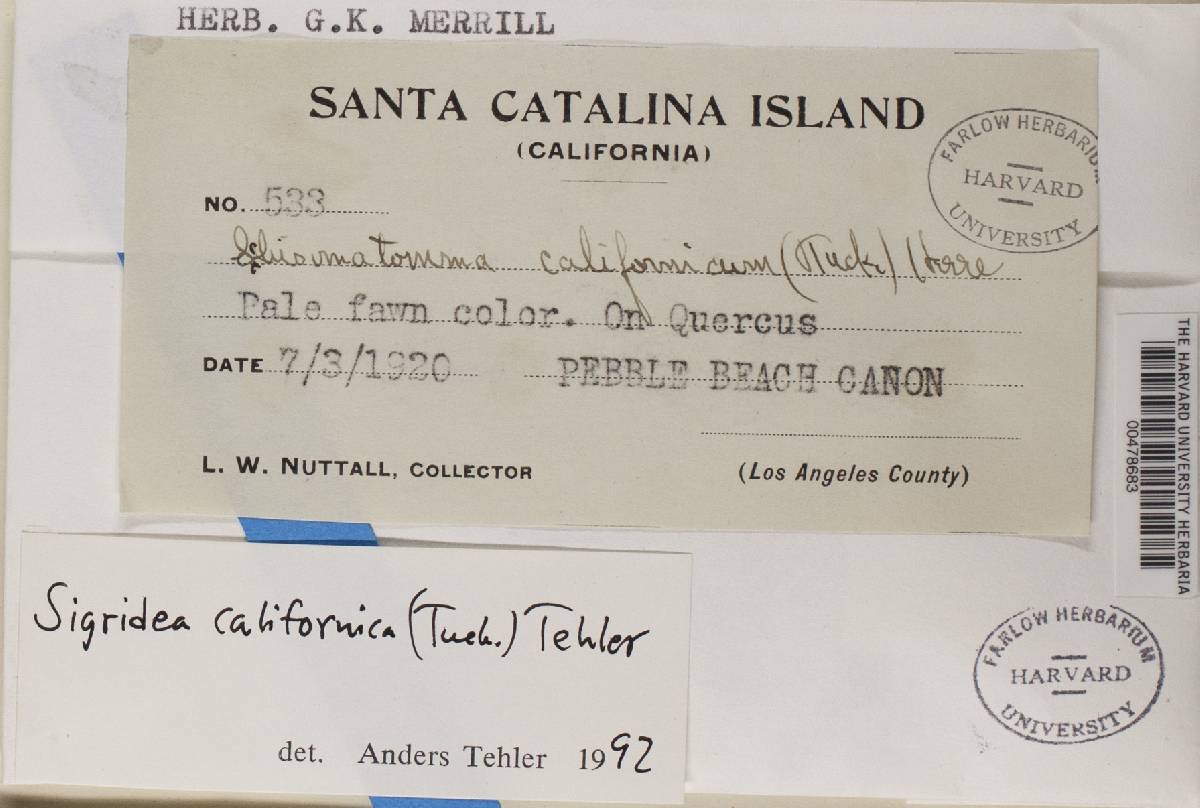 HERB. G.K. MERRILL
SANTA CATALINA ISLAND
(CALIFORNIA)
NO. 533
Schismatomma californicum (Tuck.) Herre
Pale fawn color. On Quercus
DATE 7/3/1920 PEBBLE BEACH CAÑON
L. W. NUTTALL, COLLECTOR
(Los Angeles County)
FARLOW HERBARIUM
HARVARD
UNIVERSITY
THE HARVARD UNIVERSITY HERBARIA
00478683
Sigridea californica (Tuck.) Tehler
det. Anders Tehler 1992
FARLOW HERBARIUM
HARVARD
UNIVERSITY